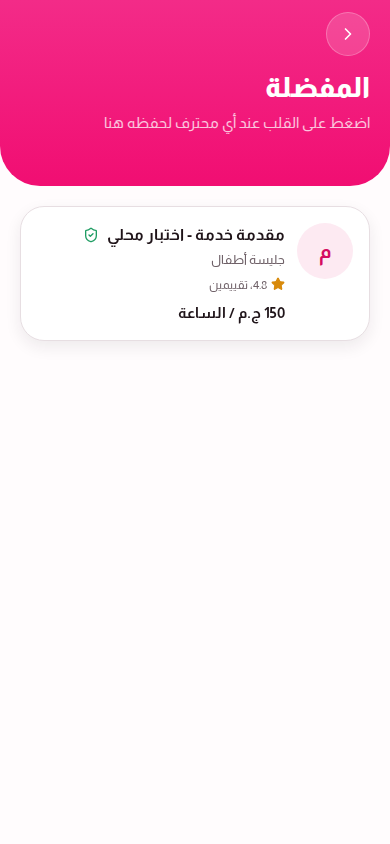 المفضلة
اضغط على القلب عند أي محترف لحفظه هنا
م
مقدمة خدمة - اختبار محلي
جليسة أطفال
4.8، تقييمين
150 ج.م / الساعة